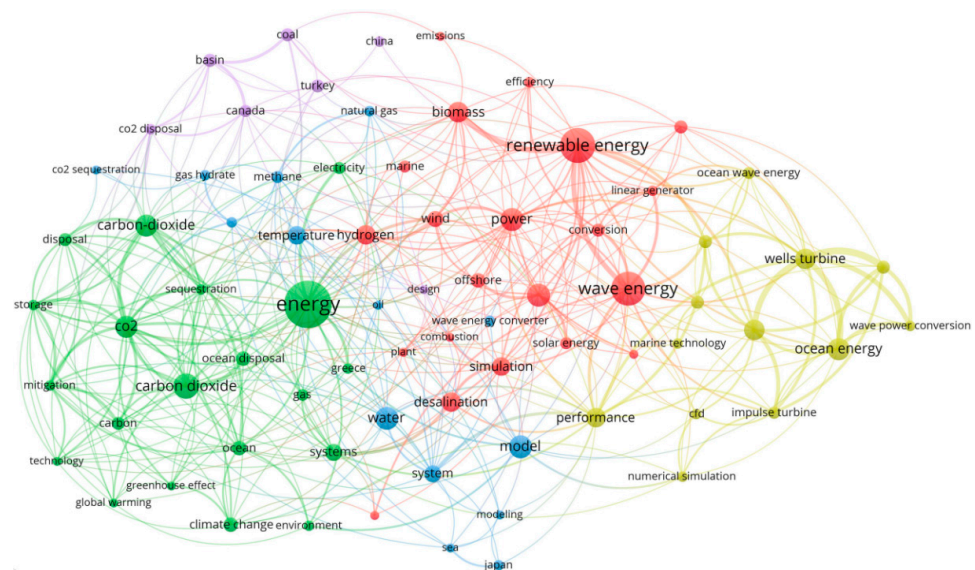 coal
china
emissions
basin
efficiency
turkey
canada
natural gas
biomass
co2 disposal
renewable energy
co2 sequestration
gas hydrate
methane
electricity
marine
ocean wave energy
linear generator
carbon-dioxide
wind
power
disposal
temperature
hydrogen
conversion
wells turbine
sequestration
design
offshore
wave energy
storage
energy
oil
co2
wave energy converter
wave power conversion
combustion
solar energy
marine technology
ocean energy
ocean disposal
plant
greece
simulation
mitigation
carbon dioxide
gas
desalination
carbon
water
performance
cfd
impulse turbine
ocean
systems
model
technology
system
numerical simulation
greenhouse effect
global warming
climate change
environment
modeling
sea
japan